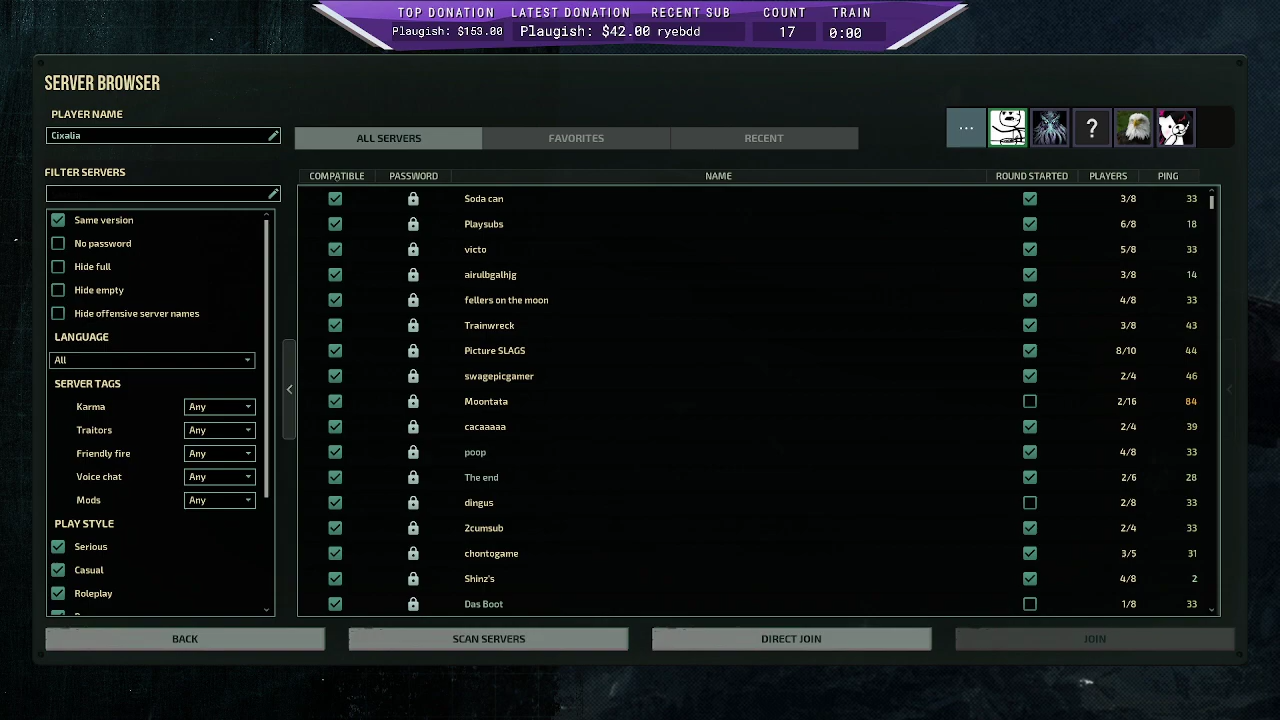 TOP DONATION LATEST DONATION RECENT SUB COUNT TRAIN
Plaugish: $153.00 Plaugish: $42.00 ryebdd 17 0:00
SERVER BROWSER
PLAYER NAME
Cixalia
ALL SERVERS FAVORITES RECENT
... ?
FILTER SERVERS
Same version
No password
Hide full
Hide empty
Hide offensive server names
LANGUAGE
All
SERVER TAGS
Karma Any
Traitors Any
Friendly fire Any
Voice chat Any
Mods Any
PLAY STYLE
Serious
Casual
Roleplay
COMPATIBLE PASSWORD NAME ROUND STARTED PLAYERS PING
Soda can 3/8 33
Playsubs 6/8 18
victo 5/8 33
airulbgalhjg 3/8 14
fellers on the moon 4/8 33
Trainwreck 3/8 43
Picture SLAGS 8/10 44
swagepicgamer 2/4 46
Moontata 2/16 84
cacaaaaa 2/4 39
poop 4/8 33
The end 2/6 28
dingus 2/8 33
2cumsub 2/4 33
chontogame 3/5 31
Shinz's 4/8 2
Das Boot 1/8 33
BACK SCAN SERVERS DIRECT JOIN JOIN